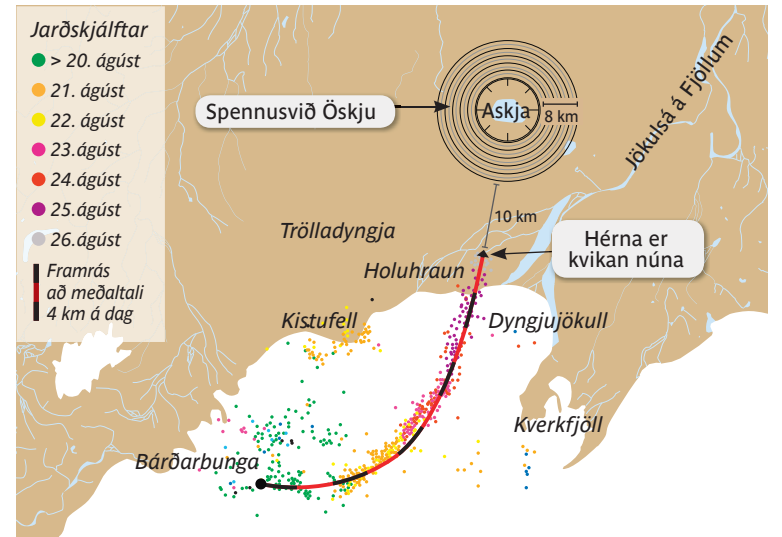 Jarðskjálftar
> 20. ágúst
21. ágúst
22. ágúst
23.ágúst
24.ágúst
25.ágúst
26.ágúst
Framrás
að meðaltali
4 km á dag
Spennusvið Öskju
Askja
8 km
Jökulsá á Fjöllum
10 km
Trölladyngja
Hérna er
kvikan núna
Holuhraun
Kistufell
Dyngjujökull
Kverkfjöll
Bárðarbunga